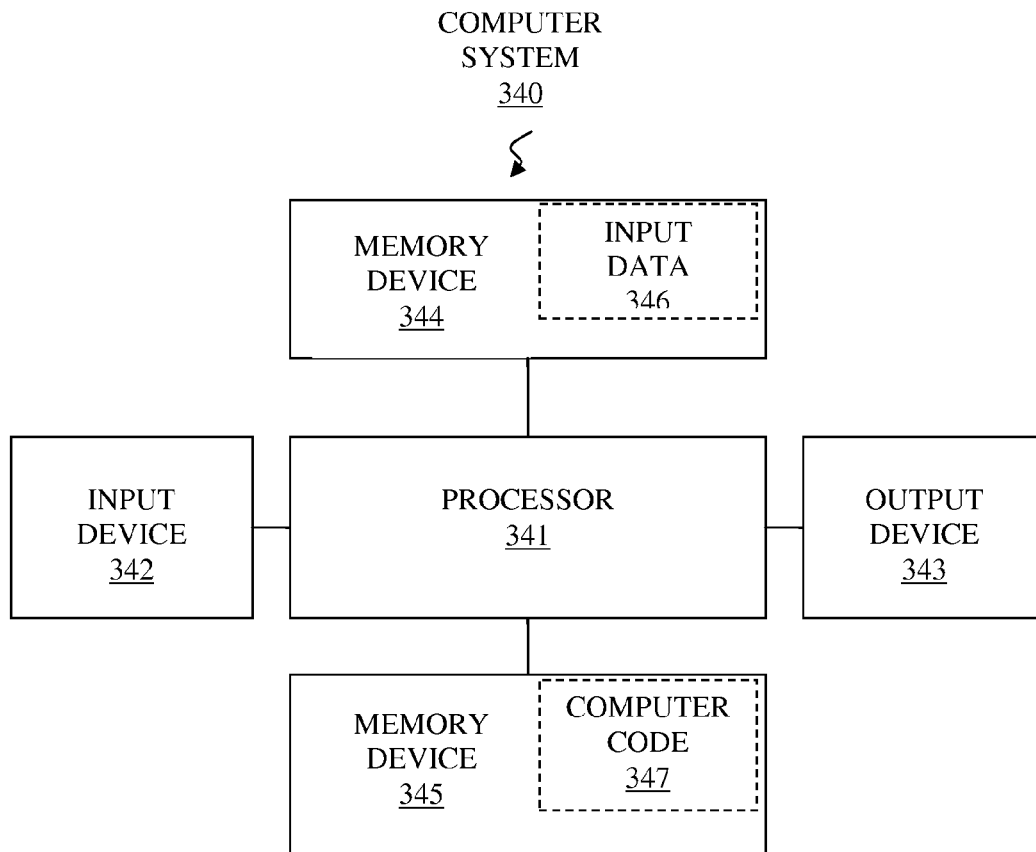 COMPUTER
SYSTEM
340
MEMORY
DEVICE
344
INPUT
DATA
346
INPUT
DEVICE
342
PROCESSOR
341
OUTPUT
DEVICE
343
MEMORY
DEVICE
345
COMPUTER
CODE
347